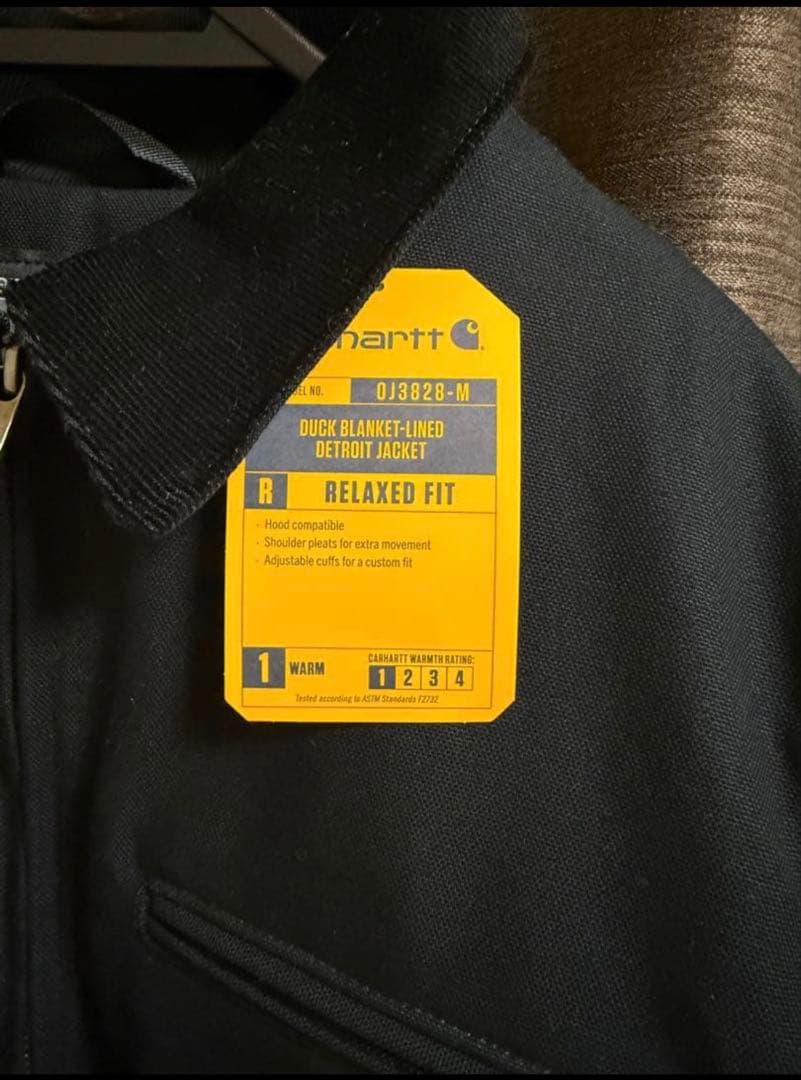 hartt
EL NO. OJ3828-M
DUCK BLANKET-LINED
DETROIT JACKET
R RELAXED FIT
- Hood compatible
- Shoulder pleats for extra movement
- Adjustable cuffs for a custom fit
1 WARM
CARHARTT WARMTH RATING:
1 2 3 4
Tested according to ASTM Standards F2732